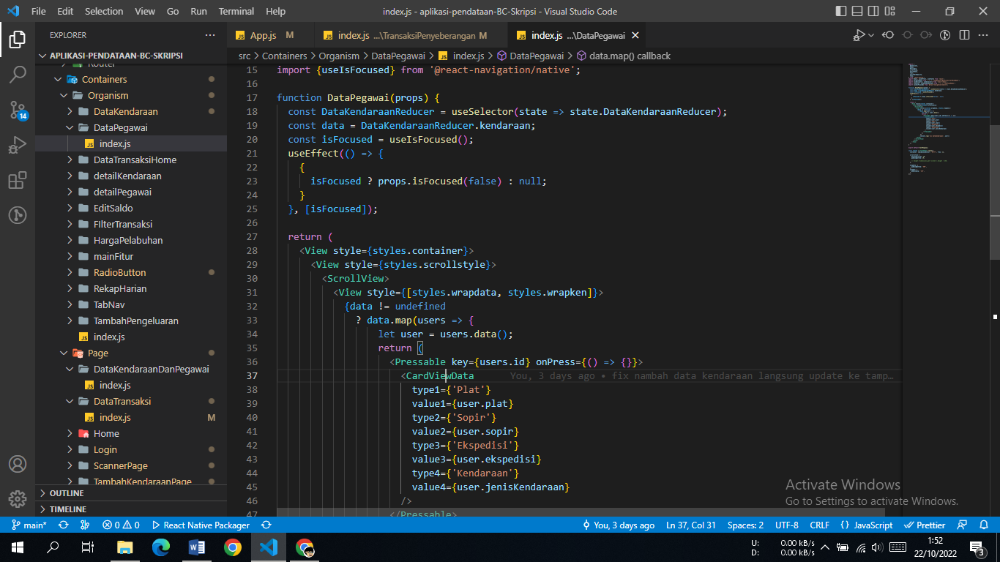 File Edit Selection View Go Run Terminal Help index.js - aplikasi-pendataan-BC-Skripsi - Visual Studio Code
EXPLORER
APLIKASI-PENDATAAN-BC-SKRIPSI
Router
Containers
Organism
DataKendaraan
DataPegawai
index.js
DataTransaksiHome
detailKendaraan
detailPegawai
EditSaldo
FIlterTransaksi
HargaPelabuhan
mainFitur
RadioButton
RekapHarian
TabNav
TambahPengeluaran
index.js
Page
DataKendaraanDanPegawai
index.js
DataTransaksi
index.js M
Home
Login
ScannerPage
TambahKendaraanPage
OUTLINE
TIMELINE
14
App.js M index.js ...\TransaksiPenyeberangan M index.js ...\DataPegawai
src > Containers > Organism > DataPegawai > index.js > DataPegawai > data.map() callback
15 import {useIsFocused} from '@react-navigation/native';
16
17 function DataPegawai(props) {
18 const DataKendaraanReducer = useSelector(state => state.DataKendaraanReducer);
19 const data = DataKendaraanReducer.kendaraan;
20 const isFocused = useIsFocused();
21 useEffect(() => {
22 {
23 isFocused ? props.isFocused(false) : null;
24 }
25 }, [isFocused]);
26
27 return (
28 <View style={styles.container}>
29 <View style={styles.scrollstyle}>
30 <ScrollView>
31 <View style={[styles.wrapdata, styles.wrapken]}>
32 {data != undefined
33 ? data.map(users => {
34 let user = users.data();
35 return (
36 <Pressable key={users.id} onPress={() => {}}>
37 <CardViewData You, 3 days ago • fix nambah data kendaraan langsung update ke tamp…
38 type1={'Plat'}
39 value1={user.plat}
40 type2={'Sopir'}
41 value2={user.sopir}
42 type3={'Ekspedisi'}
43 value3={user.ekspedisi}
44 type4={'Kendaraan'}
45 value4={user.jenisKendaraan}
46 />
47 </Pressable>
Activate Windows
Go to Settings to activate Windows.
main* 0 0 React Native Packager You, 3 days ago Ln 37, Col 31 Spaces: 2 UTF-8 CRLF {} JavaScript Prettier
U: 0.00 kB/s
D: 0.00 kB/s
1:52
22/10/2022
3